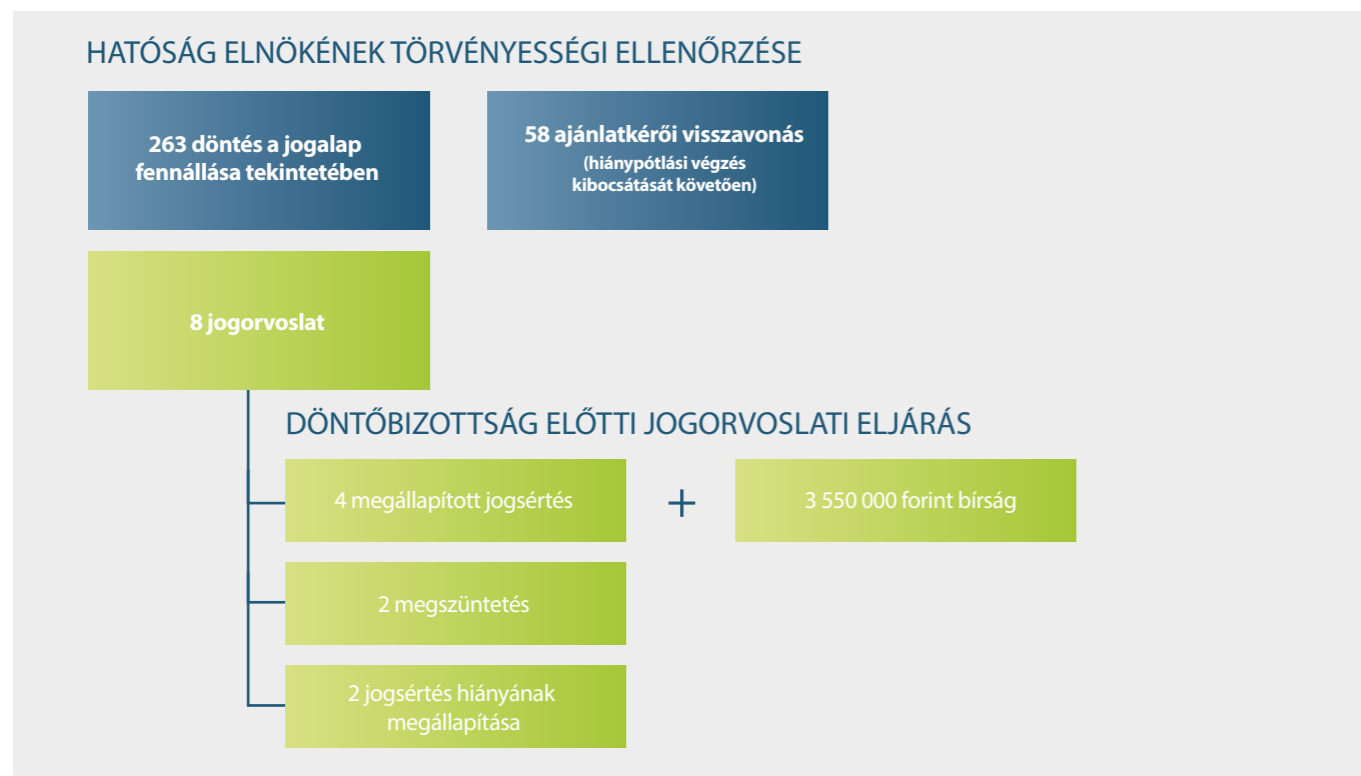 HATÓSÁG ELNÖKÉNEK TÖRVÉNYESSÉGI ELLENŐRZÉSE
263 döntés a jogalap
fennállása tekintetében
58 ajánlatkérői visszavonás
(hiánypótlási végzés
kibocsátását követően)
8 jogorvoslat
DÖNTŐBIZOTTSÁG ELŐTTI JOGORVOSLATI ELJÁRÁS
4 megállapított jogsértés
+
3 550 000 forint bírság
2 megszüntetés
2 jogsértés hiányának
megállapítása